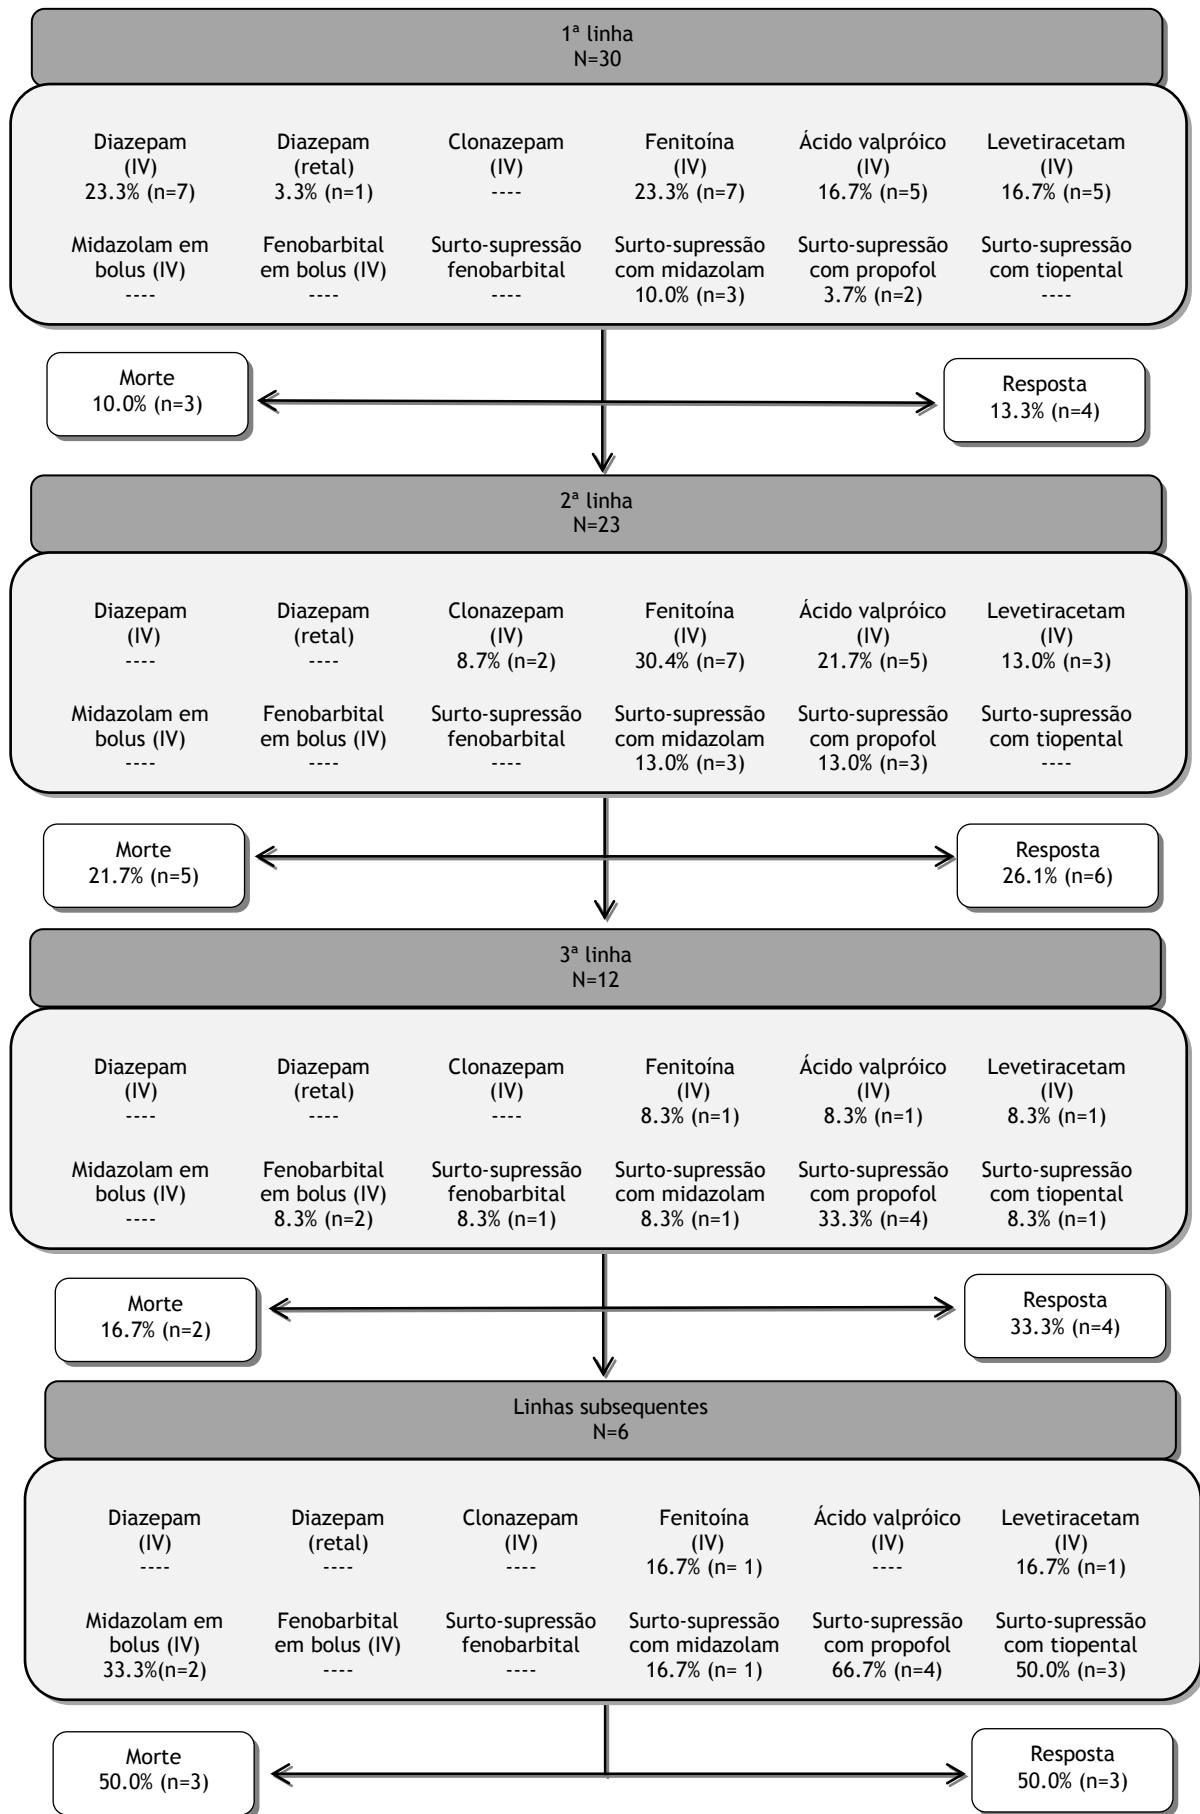 1ª linha
N=30
Diazepam
(IV)
23.3% (n=7)
Diazepam
(retal)
3.3% (n=1)
Clonazepam
(IV)
----
Fenitoína
(IV)
23.3% (n=7)
Ácido valpróico
(IV)
16.7% (n=5)
Levetiracetam
(IV)
16.7% (n=5)
Midazolam em
bolus (IV)
----
Fenobarbital
em bolus (IV)
----
Surto-supressão
fenobarbital
----
Surto-supressão
com midazolam
10.0% (n=3)
Surto-supressão
com propofol
3.7% (n=2)
Surto-supressão
com tiopental
----
Morte
10.0% (n=3)
Resposta
13.3% (n=4)
2ª linha
N=23
Diazepam
(IV)
----
Diazepam
(retal)
----
Clonazepam
(IV)
8.7% (n=2)
Fenitoína
(IV)
30.4% (n=7)
Ácido valpróico
(IV)
21.7% (n=5)
Levetiracetam
(IV)
13.0% (n=3)
Midazolam em
bolus (IV)
----
Fenobarbital
em bolus (IV)
----
Surto-supressão
fenobarbital
----
Surto-supressão
com midazolam
13.0% (n=3)
Surto-supressão
com propofol
13.0% (n=3)
Surto-supressão
com tiopental
----
Morte
21.7% (n=5)
Resposta
26.1% (n=6)
3ª linha
N=12
Diazepam
(IV)
----
Diazepam
(retal)
----
Clonazepam
(IV)
----
Fenitoína
(IV)
8.3% (n=1)
Ácido valpróico
(IV)
8.3% (n=1)
Levetiracetam
(IV)
8.3% (n=1)
Midazolam em
bolus (IV)
----
Fenobarbital
em bolus (IV)
8.3% (n=2)
Surto-supressão
fenobarbital
8.3% (n=1)
Surto-supressão
com midazolam
8.3% (n=1)
Surto-supressão
com propofol
33.3% (n=4)
Surto-supressão
com tiopental
8.3% (n=1)
Morte
16.7% (n=2)
Resposta
33.3% (n=4)
Linhas subsequentes
N=6
Diazepam
(IV)
----
Diazepam
(retal)
----
Clonazepam
(IV)
----
Fenitoína
(IV)
16.7% (n= 1)
Ácido valpróico
(IV)
----
Levetiracetam
(IV)
16.7% (n=1)
Midazolam em
bolus (IV)
33.3%(n=2)
Fenobarbital
em bolus (IV)
----
Surto-supressão
fenobarbital
----
Surto-supressão
com midazolam
16.7% (n= 1)
Surto-supressão
com propofol
66.7% (n=4)
Surto-supressão
com tiopental
50.0% (n=3)
Morte
50.0% (n=3)
Resposta
50.0% (n=3)